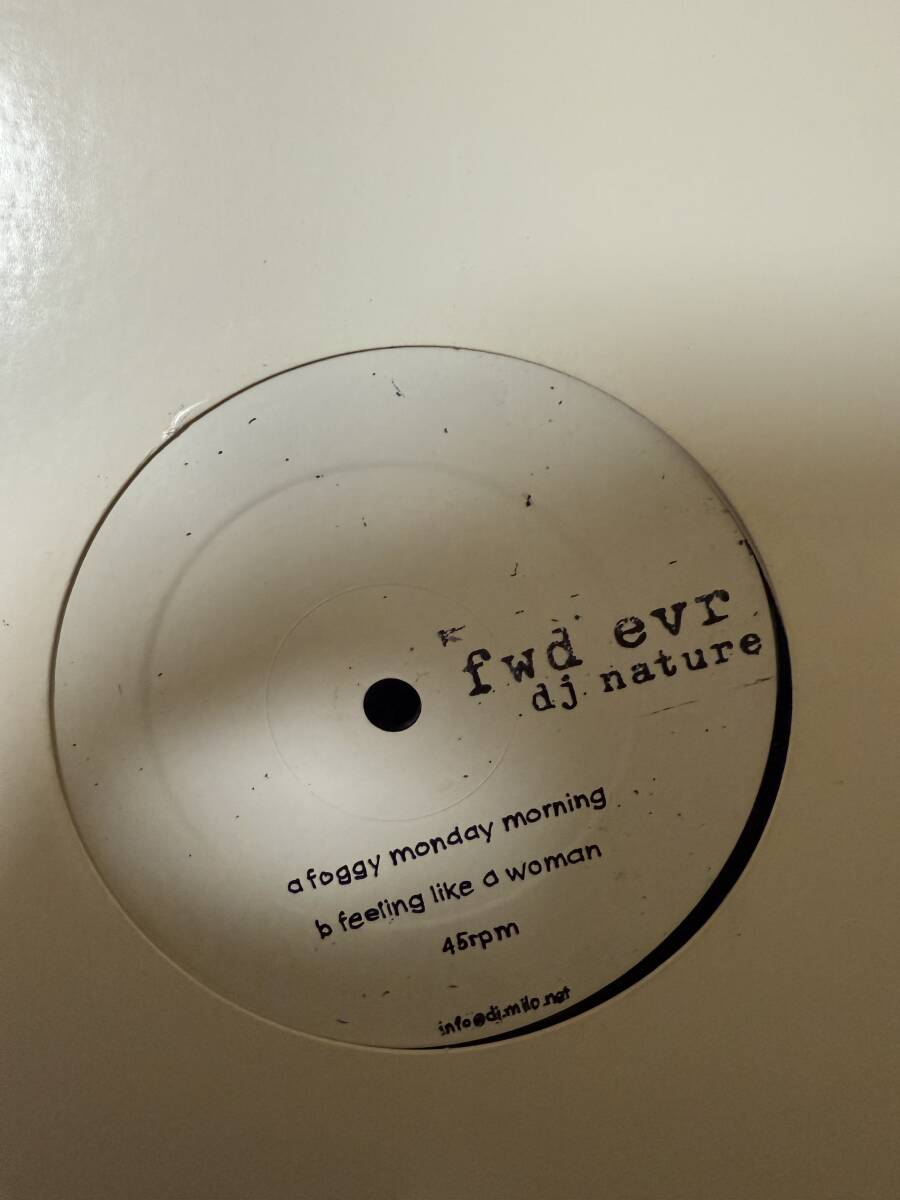 fwd evr
dj nature
a foggy monday morning
b feeling like a woman
45rpm
info@dj.milo.net